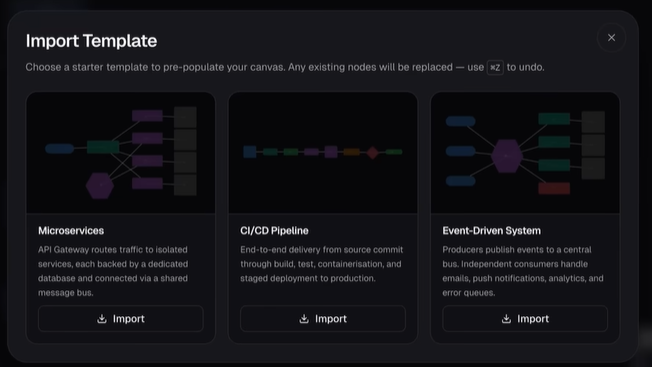 Import Template
Choose a starter template to pre-populate your canvas. Any existing nodes will be replaced — use ⌘Z to undo.
Microservices
API Gateway routes traffic to isolated
services, each backed by a dedicated
database and connected via a shared
message bus.
Import
CI/CD Pipeline
End-to-end delivery from source commit
through build, test, containerisation, and
staged deployment to production.
Import
Event-Driven System
Producers publish events to a central
bus. Independent consumers handle
emails, push notifications, analytics, and
error queues.
Import